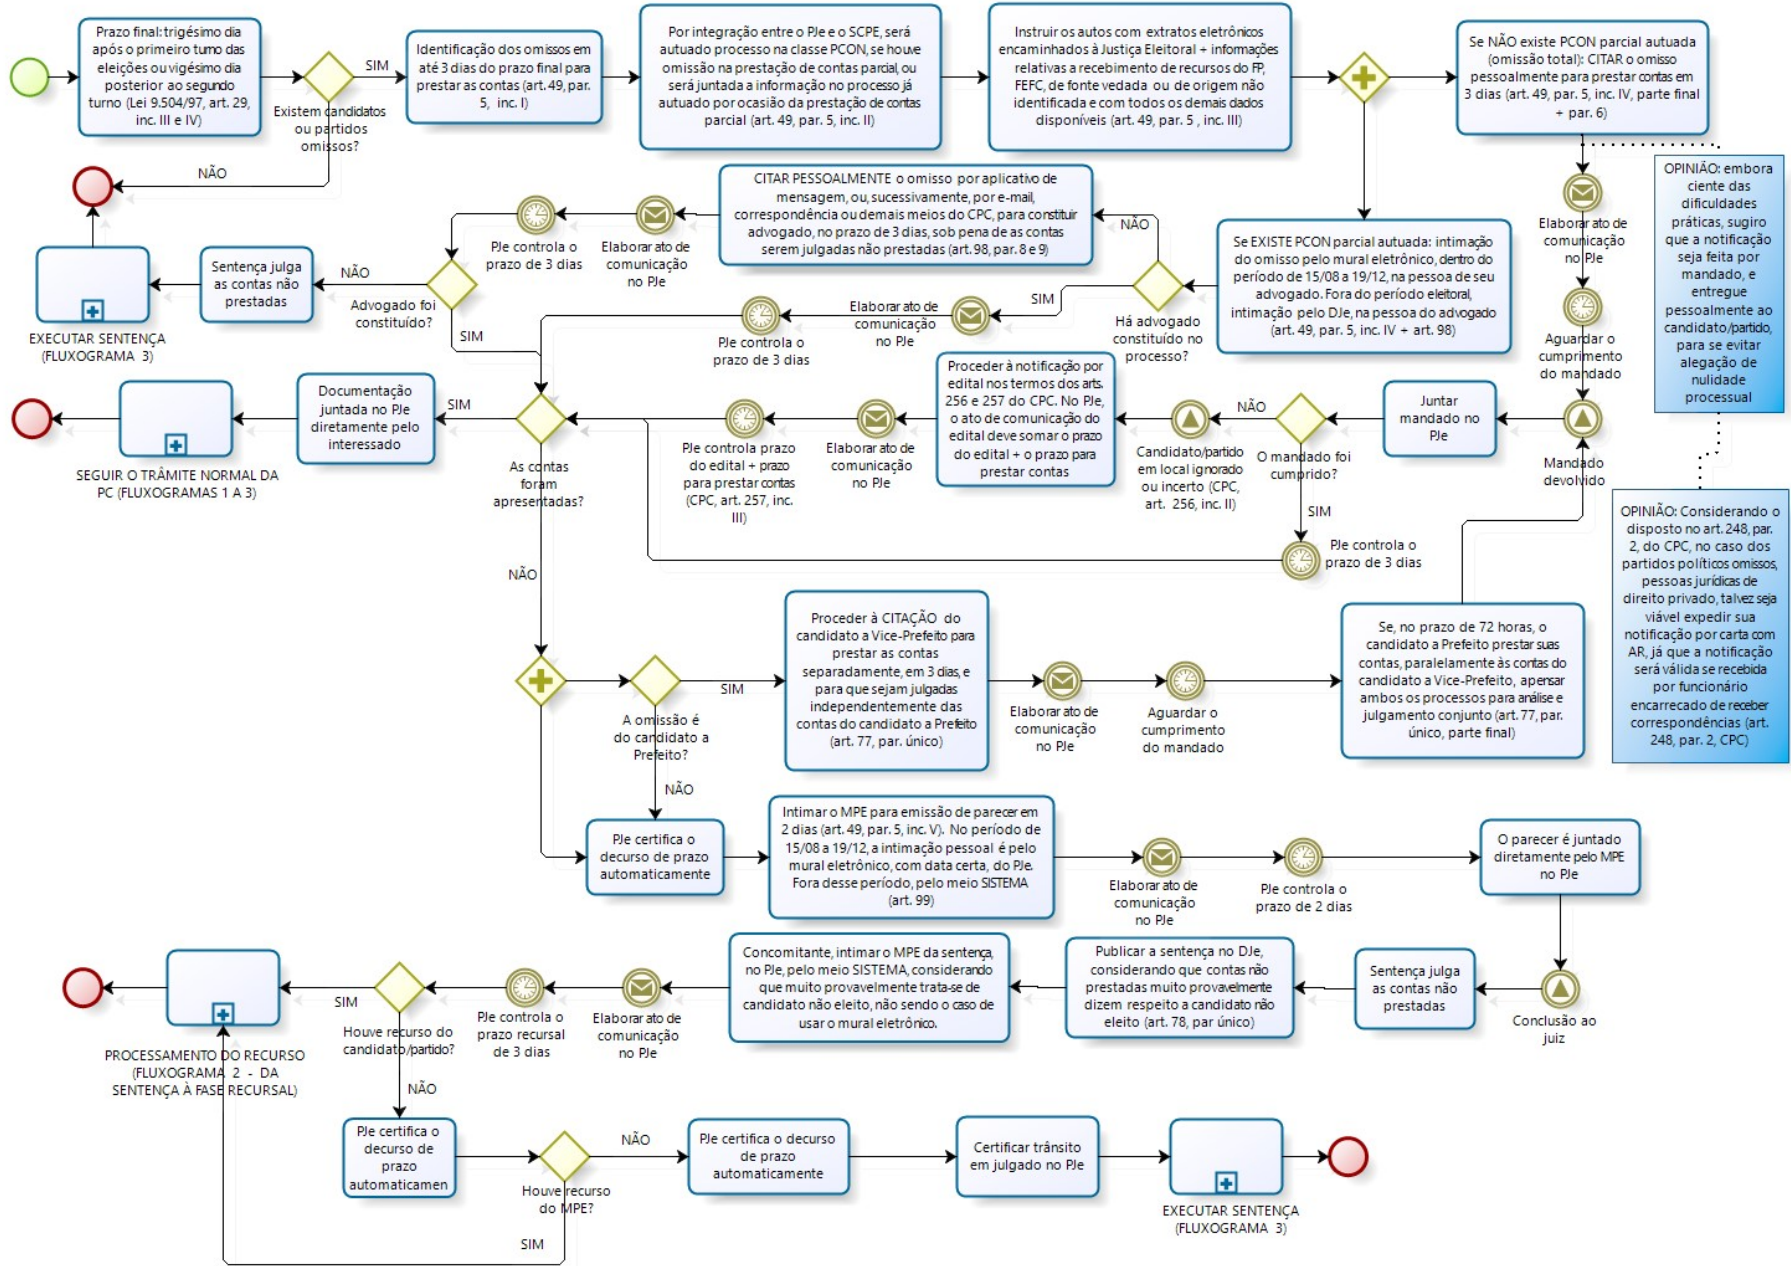 Prazo final: trigésimo dia
após o primeiro turno das
eleições ou vigésimo dia
posterior ao segundo
turno (Lei 9.504/97, art. 29,
inc. III e IV)
Existem candidatos
ou partidos
omissos?
SIM
NÃO
Identificação dos omissos em
até 3 dias do prazo final para
prestar as contas (art. 49, par.
5, inc. I)
Por integração entre o PJe e o SCPE, será
autuado processo na classe PCON, se houve
omissão na prestação de contas parcial, ou
será juntada a informação no processo já
autuado por ocasião da prestação de contas
parcial (art. 49, par. 5, inc. II)
Instruir os autos com extratos eletrônicos
encaminhados à Justiça Eleitoral + informações
relativas a recebimento de recursos do FP,
FEFC, de fonte vedada ou de origem não
identificada e com todos os demais dados
disponíveis (art. 49, par. 5 , inc. III)
Se NÃO existe PCON parcial autuada
(omissão total): CITAR o omisso
pessoalmente para prestar contas em
3 dias (art. 49, par. 5, inc. IV, parte final
+ par. 6)
OPINIÃO: embora
ciente das
dificuldades
práticas, sugiro
que a notificação
seja feita por
mandado, e
entregue
pessoalmente ao
candidato/partido,
para se evitar
alegação de
nulidade
processual
Elaborar ato de
comunicação
no PJe
Aguardar o
cumprimento
do mandado
Mandado
devolvido
Se EXISTE PCON parcial autuada: intimação
do omisso pelo mural eletrônico, dentro do
período de 15/08 a 19/12, na pessoa de seu
advogado. Fora do período eleitoral,
intimação pelo DJe, na pessoa do advogado
(art. 49, par. 5, inc. IV + art. 98)
Há advogado
constituído no
processo?
NÃO
SIM
CITAR PESSOALMENTE o omisso por aplicativo de
mensagem, ou, sucessivamente, por e-mail,
correspondência ou demais meios do CPC, para constituir
advogado, no prazo de 3 dias, sob pena de as contas
serem julgadas não prestadas (art. 98, par. 8 e 9)
Elaborar ato de
comunicação
no PJe
PJe controla o
prazo de 3 dias
Advogado foi
constituído?
NÃO
SIM
Sentença julga
as contas não
prestadas
EXECUTAR SENTENÇA
(FLUXOGRAMA 3)
Elaborar ato de
comunicação
no PJe
PJe controla o
prazo de 3 dias
Juntar
mandado no
PJe
O mandado foi
cumprido?
NÃO
SIM
PJe controla o
prazo de 3 dias
Candidato/partido
em local ignorado
ou incerto (CPC,
art. 256, inc. II)
Proceder à notificação por
edital nos termos dos arts.
256 e 257 do CPC. No PJe,
o ato de comunicação do
edital deve somar o prazo
do edital + o prazo para
prestar contas
Elaborar ato de
comunicação
no PJe
PJe controla prazo
do edital + prazo
para prestar contas
(CPC, art. 257, inc.
III)
As contas
foram
apresentadas?
SIM
NÃO
Documentação
juntada no PJe
diretamente pelo
interessado
SEGUIR O TRÂMITE NORMAL DA
PC (FLUXOGRAMAS 1 A 3)
OPINIÃO: Considerando o
disposto no art. 248, par.
2, do CPC, no caso dos
partidos políticos omissos,
pessoas jurídicas de
direito privado, talvez seja
viável expedir sua
notificação por carta com
AR, já que a notificação
será válida se recebida
por funcionário
encarrecado de receber
correspondências (art.
248, par. 2, CPC)
A omissão é
do candidato a
Prefeito?
SIM
NÃO
Proceder à CITAÇÃO do
candidato a Vice-Prefeito para
prestar as contas
separadamente, em 3 dias, e
para que sejam julgadas
independentemente das
contas do candidato a Prefeito
(art. 77, par. único)
Elaborar ato de
comunicação
no PJe
Aguardar o
cumprimento
do mandado
Se, no prazo de 72 horas, o
candidato a Prefeito prestar suas
contas, paralelamente às contas do
candidato a Vice-Prefeito, apensar
ambos os processos para análise e
julgamento conjunto (art. 77, par.
único, parte final)
PJe certifica o
decurso de prazo
automaticamente
Intimar o MPE para emissão de parecer em
2 dias (art. 49, par. 5, inc. V). No período de
15/08 a 19/12, a intimação pessoal é pelo
mural eletrônico, com data certa, do PJe.
Fora desse período, pelo meio SISTEMA
(art. 99)
Elaborar ato de
comunicação
no PJe
PJe controla o
prazo de 2 dias
O parecer é juntado
diretamente pelo MPE
no PJe
Conclusão ao
juiz
Sentença julga
as contas não
prestadas
Publicar a sentença no DJe,
considerando que contas não
prestadas muito provavelmente
dizem respeito a candidato não
eleito (art. 78, par único)
Concomitante, intimar o MPE da sentença,
no PJe, pelo meio SISTEMA, considerando
que muito provavelmente trata-se de
candidato não eleito, não sendo o caso de
usar o mural eletrônico.
Elaborar ato de
comunicação
no PJe
PJe controla o
prazo recursal
de 3 dias
Houve recurso do
candidato/partido?
SIM
NÃO
PROCESSAMENTO DO RECURSO
(FLUXOGRAMA 2 - DA
SENTENÇA À FASE RECURSAL)
PJe certifica o
decurso de
prazo
automaticamen
Houve recurso
do MPE?
NÃO
SIM
PJe certifica o decurso
de prazo
automaticamente
Certificar trânsito
em julgado no PJe
EXECUTAR SENTENÇA
(FLUXOGRAMA 3)